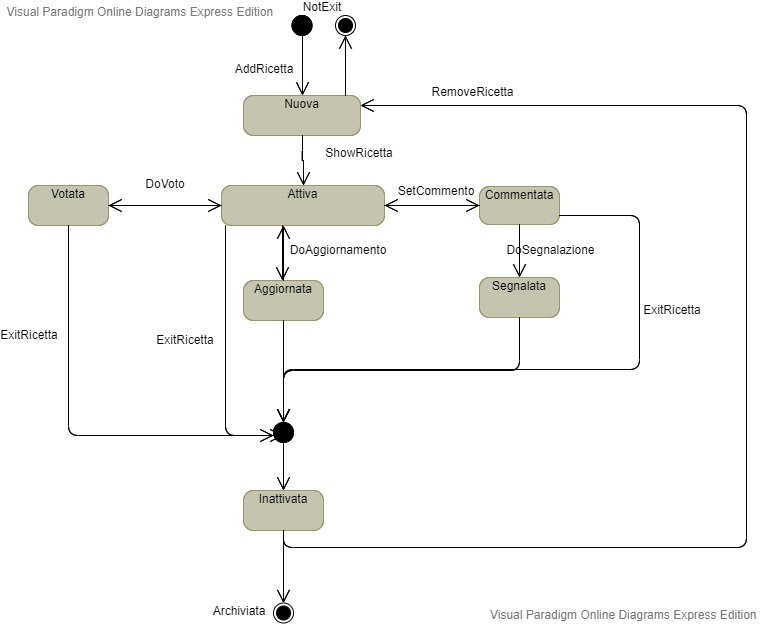 Visual Paradigm Online Diagrams Express Edition
NotExit
AddRicetta
RemoveRicetta
Nuova
ShowRicetta
DoVoto
SetCommento
Votata
Attiva
Commentata
DoAggiornamento
DoSegnalazione
Aggiornata
Segnalata
ExitRicetta
ExitRicetta
ExitRicetta
Inattivata
Archiviata
Visual Paradigm Online Diagrams Express Edition